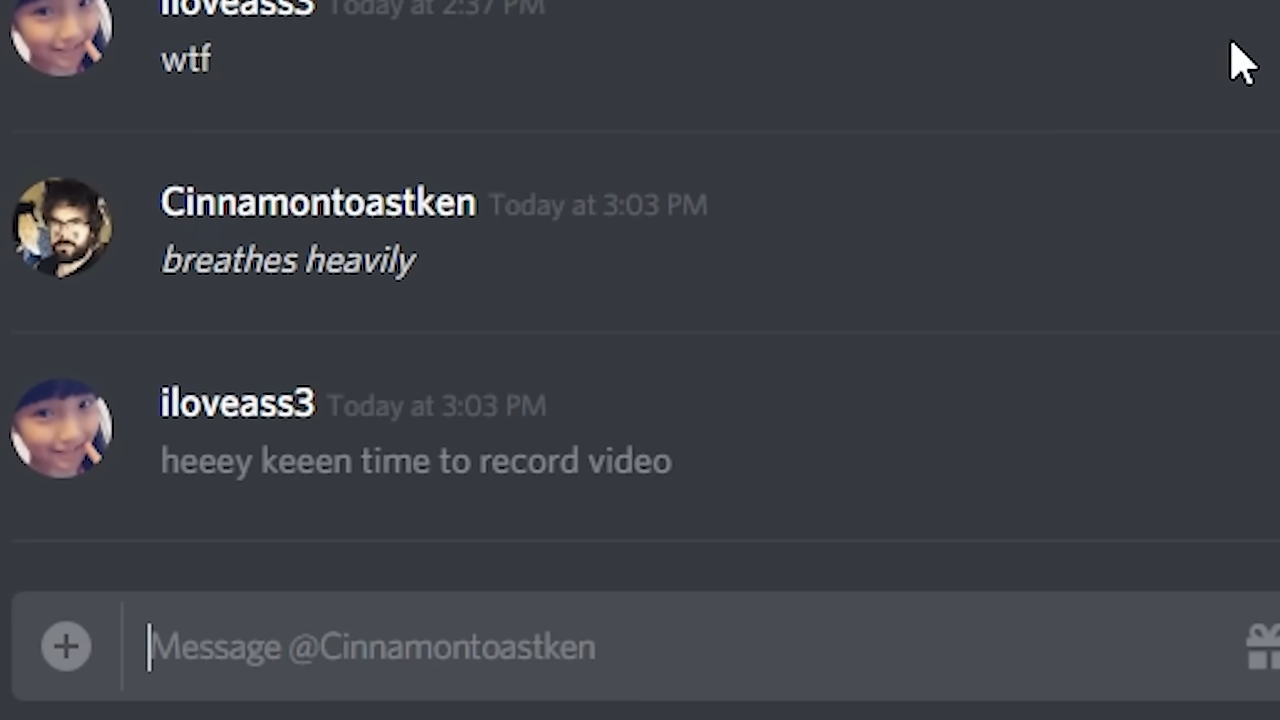 iloveass3 Today at 2:37 PM
wtf
Cinnamontoastken Today at 3:03 PM
breathes heavily
iloveass3 Today at 3:03 PM
heeey keeen time to record video
Message @Cinnamontoastken